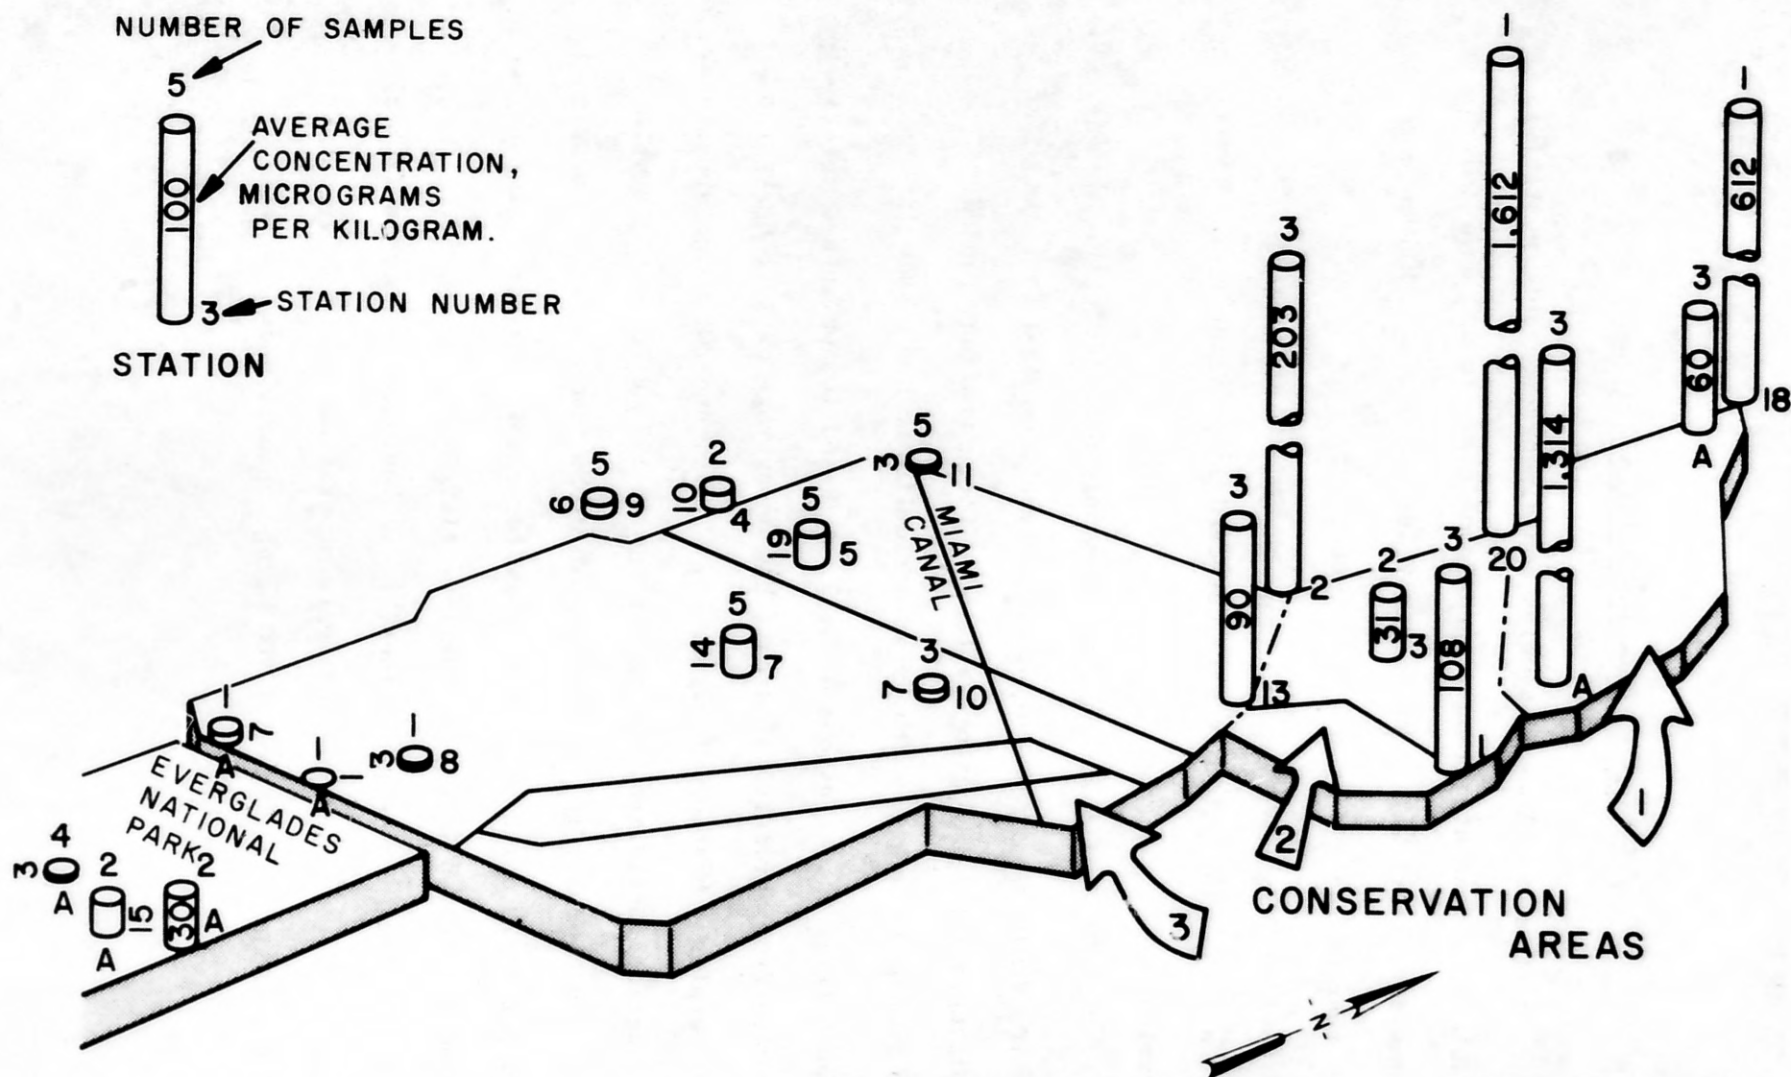 NUMBER OF SAMPLES
5
AVERAGE
CONCENTRATION,
MICROGRAMS
PER KILOGRAM.
100
3
STATION NUMBER
STATION
1
1.612
1
612
18
3
60
A
3
203
2
3
1.314
A
20
3
90
13
2
31
3
3
108
1
5
3
11
MIAMI
CANAL
5
6
9
2
10
4
5
19
5
5
14
7
3
7
10
1
7
A
1
1
A
1
3
8
EVERGLADES
NATIONAL
PARK
4
3
A
2
15
A
2
30
A
1
2
3
CONSERVATION
AREAS
N